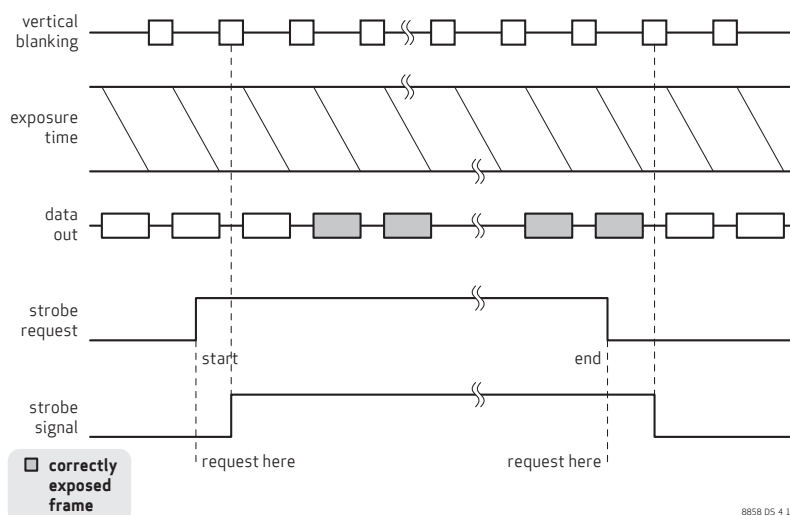 vertical
blanking
exposure
time
data
out
strobe
request
start
end
strobe
signal
request here
request here
correctly
exposed
frame
8858 DS 4 1